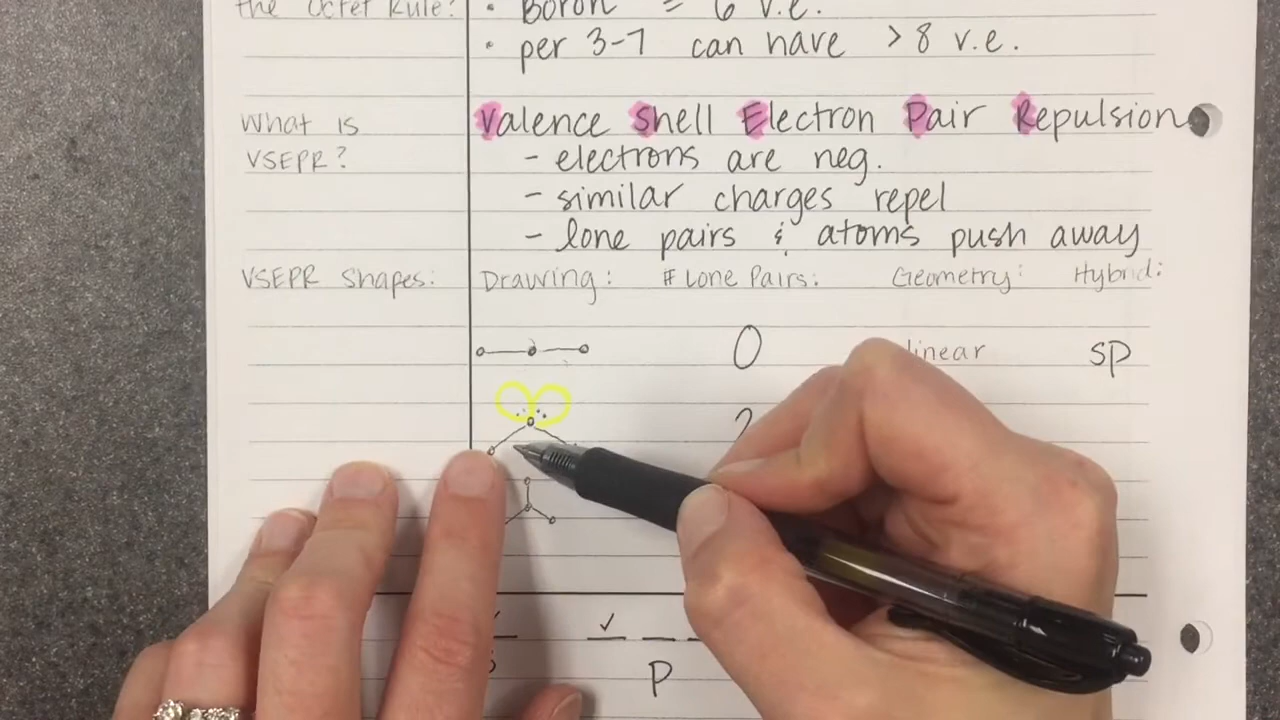 the Octet Rule? • Boron = 6 v.e.
• per 3-7 can have > 8 v.e.
What is VSEPR?
Valence Shell Electron Pair Repulsion
- electrons are neg.
- similar charges repel
- lone pairs & atoms push away
VSEPR Shapes: Drawing: # Lone Pairs: Geometry: Hybrid:
0 linear sp
2
✓ ✓
s p